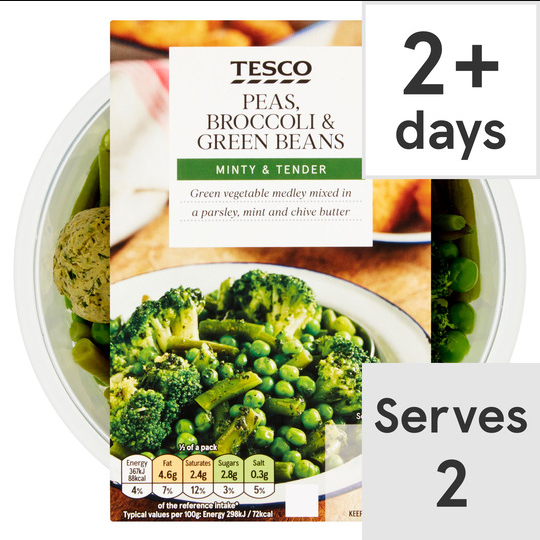 TESCO
PEAS,
BROCCOLI &
GREEN BEANS
MINTY & TENDER
Green vegetable medley mixed in
a parsley, mint and chive butter
2+
days
Serves
2
½ of a pack
Energy
367kJ
88kcal
4%
Fat
4.6g
7%
Saturates
2.4g
12%
Sugars
2.8g
3%
Salt
0.3g
5%
of the reference intake*
Typical values per 100g: Energy 298kJ / 72kcal